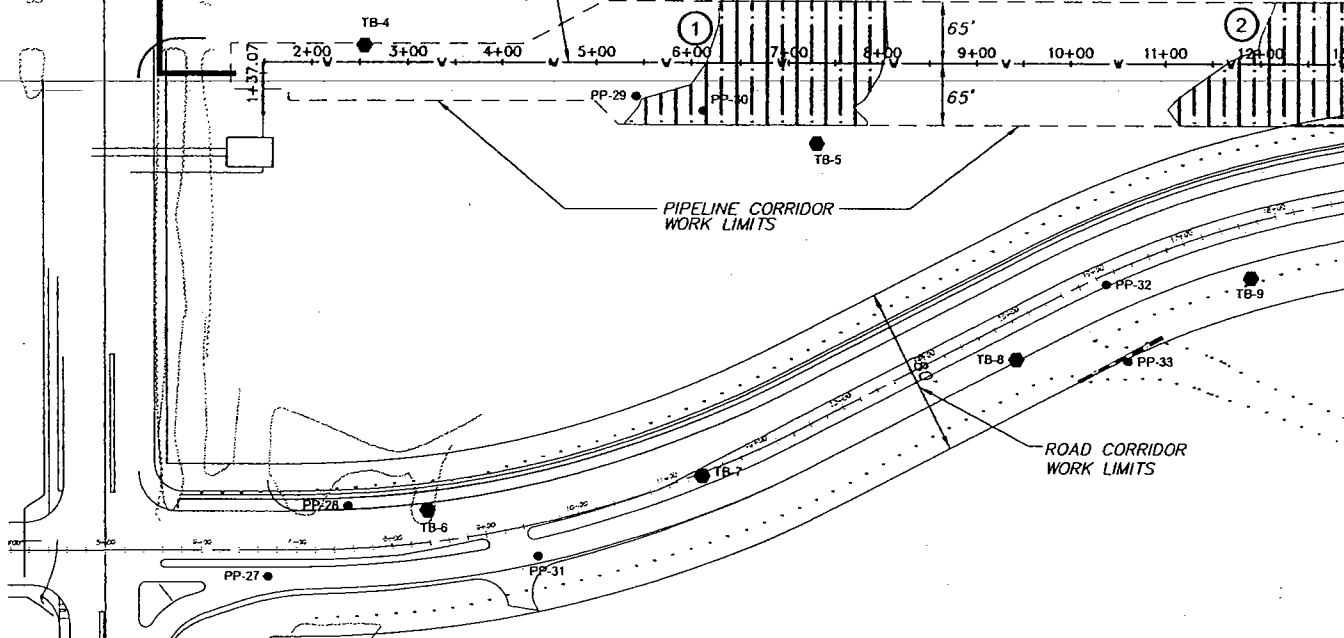 TB-4
1
2
65'
2+00
3+00
4+00
5+00
6+00
7+00
8+00
9+00
10+00
11+00
12+00
W W W W W W W W W
1+37.07
PP-29
PP-30
65'
TB-5
PIPELINE CORRIDOR
WORK LIMITS
PP-32
TB-9
TB-8
PP-33
ROAD CORRIDOR
WORK LIMITS
TB-7
PP-28
TB-6
PP-31
PP-27